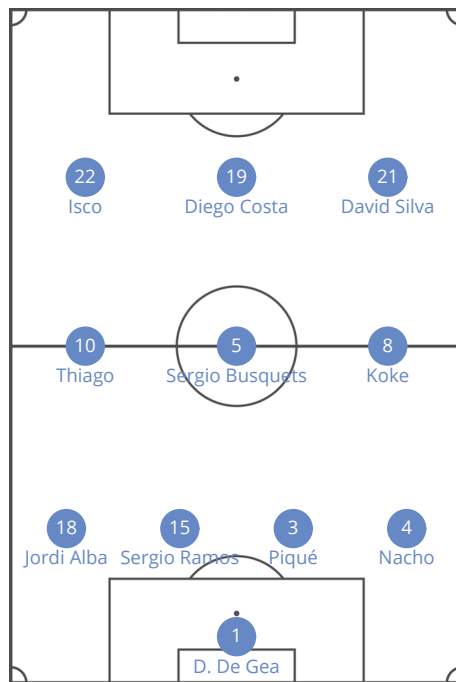 22 19 21
Isco Diego Costa David Silva
10 5 8
Thiago Sergio Busquets Koke
18 15 3 4
Jordi Alba Sergio Ramos Piqué Nacho
1
D. De Gea